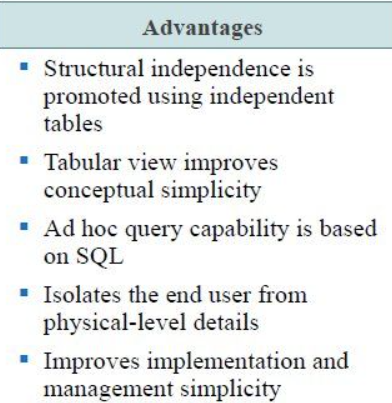 Advantages
▪ Structural independence is
promoted using independent
tables
▪ Tabular view improves
conceptual simplicity
▪ Ad hoc query capability is based
on SQL
▪ Isolates the end user from
physical-level details
▪ Improves implementation and
management simplicity